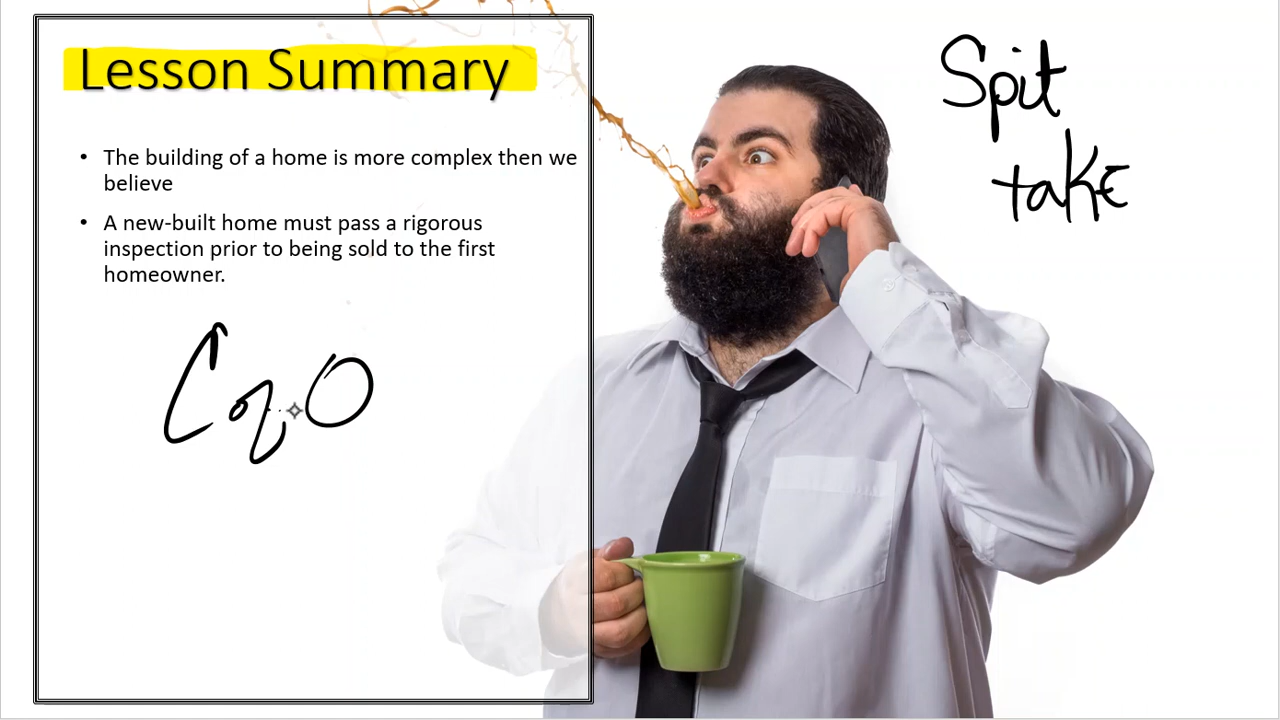 Lesson Summary
• The building of a home is more complex then we
believe
• A new-built home must pass a rigorous
inspection prior to being sold to the first
homeowner.
C of O
Spit
take